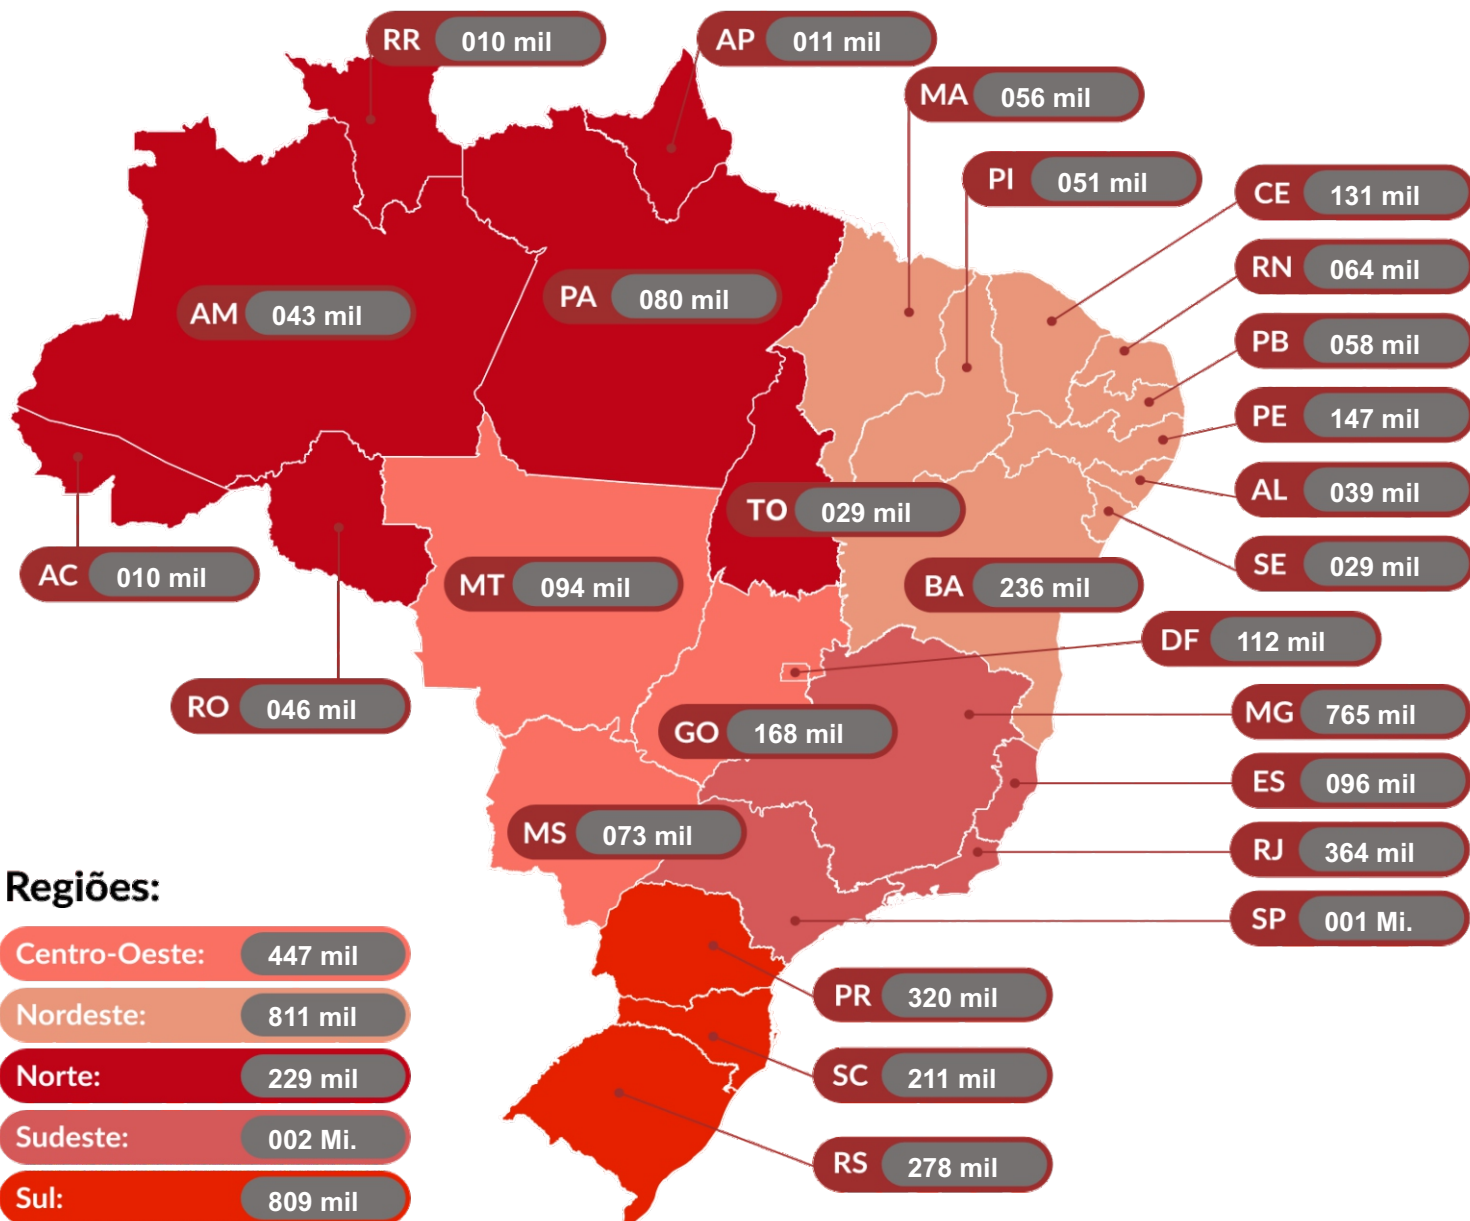 RR 010 mil
AP 011 mil
MA 056 mil
PI 051 mil
CE 131 mil
RN 064 mil
AM 043 mil
PA 080 mil
PB 058 mil
PE 147 mil
AL 039 mil
TO 029 mil
SE 029 mil
AC 010 mil
MT 094 mil
BA 236 mil
DF 112 mil
RO 046 mil
GO 168 mil
MG 765 mil
ES 096 mil
MS 073 mil
RJ 364 mil
SP 001 Mi.
PR 320 mil
SC 211 mil
RS 278 mil
Regiões:
Centro-Oeste: 447 mil
Nordeste: 811 mil
Norte: 229 mil
Sudeste: 002 Mi.
Sul: 809 mil